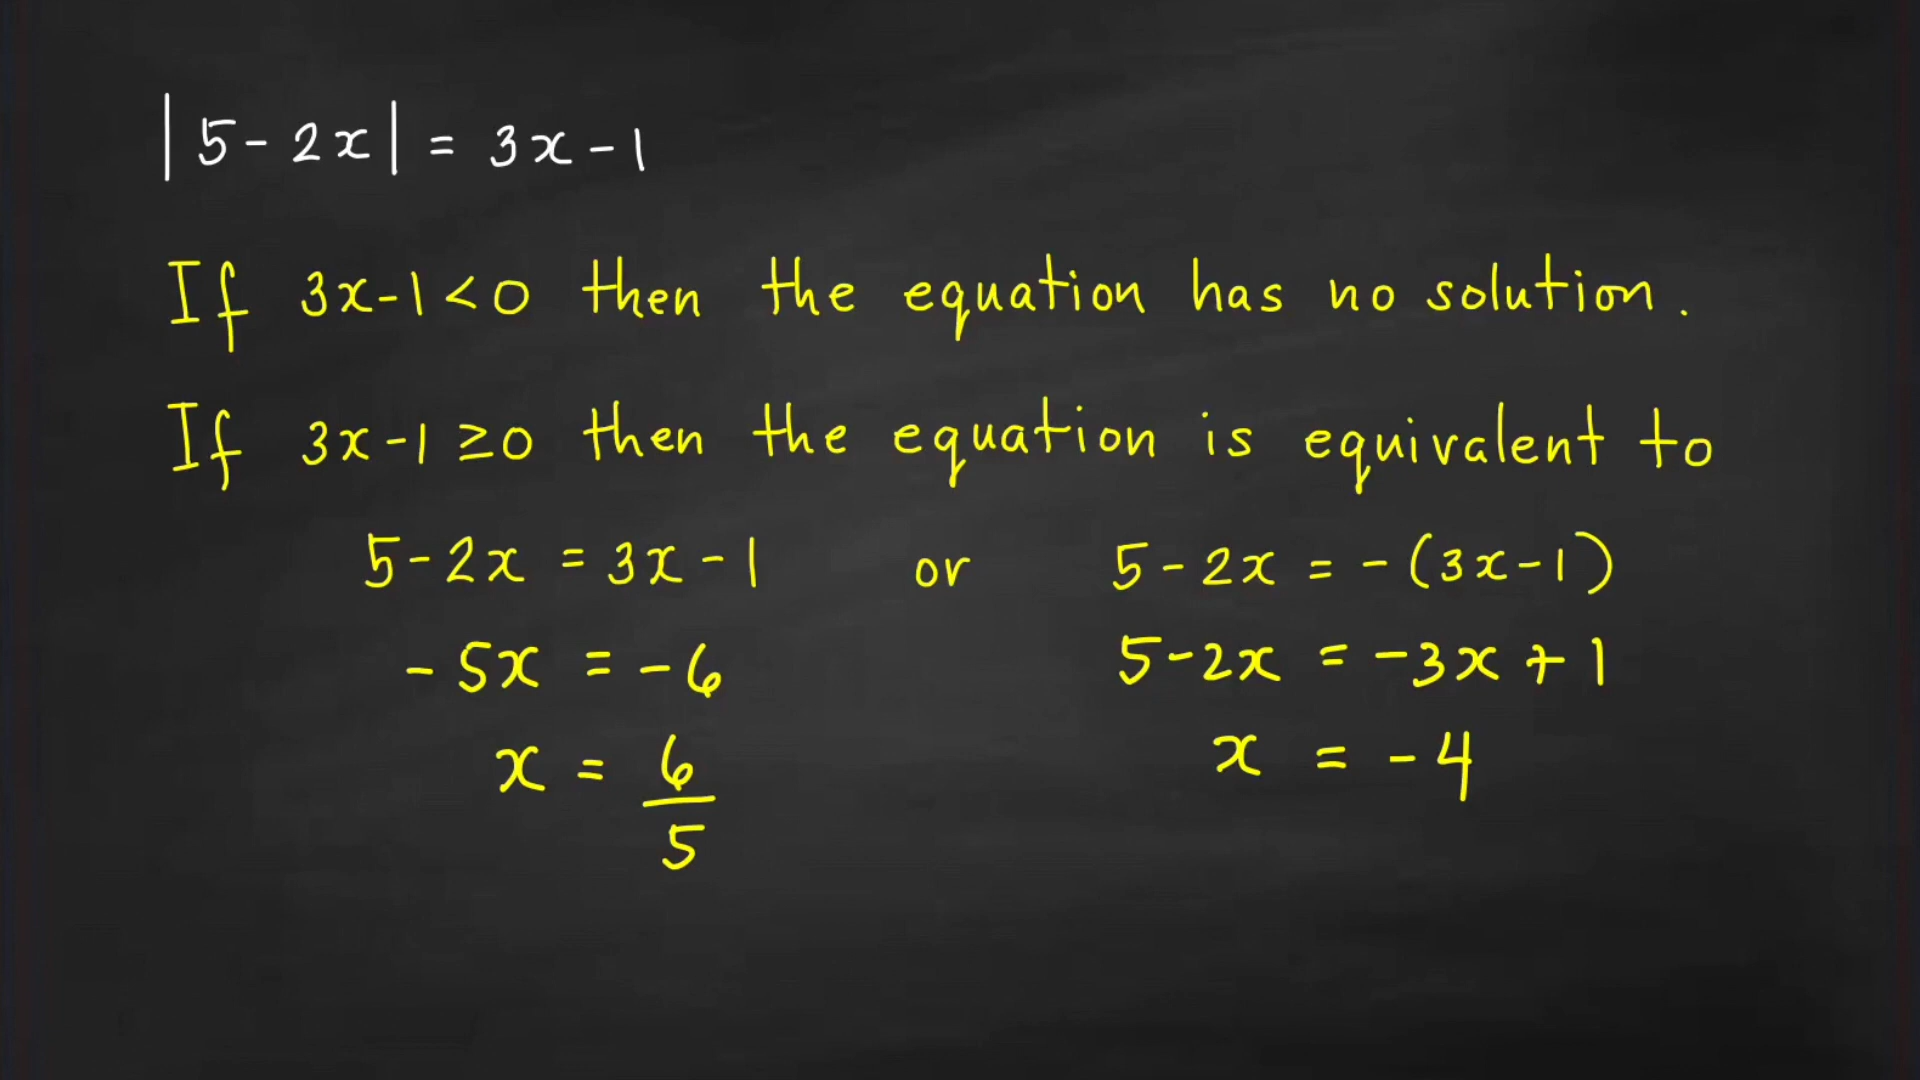 |5-2x| = 3x-1
If 3x-1<0 then the equation has no solution.
If 3x-1≥0 then the equation is equivalent to
5-2x = 3x-1 or 5-2x = -(3x-1)
-5x = -6 5-2x = -3x+1
x = 6/5 x = -4